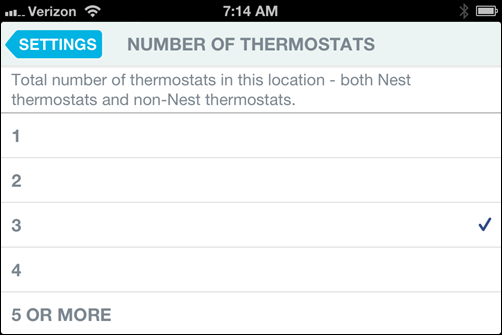 Verizon 7:14 AM
SETTINGS NUMBER OF THERMOSTATS
Total number of thermostats in this location - both Nest
thermostats and non-Nest thermostats.
1
2
3
4
5 OR MORE